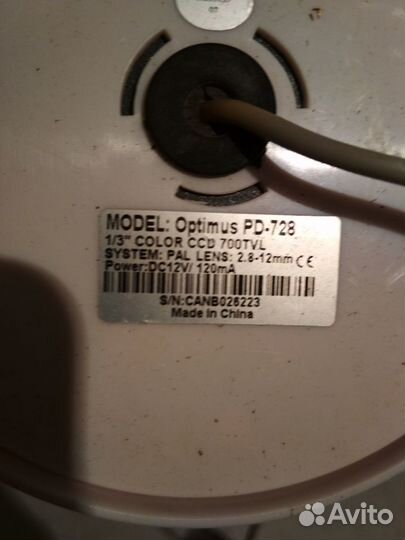 MODEL: Optimus PD-728
1/3" COLOR CCD 700TVL
SYSTEM: PAL LENS: 2.8-12mm CE
Power:DC12V/ 120mA
S/N:CANB026223
Made in China
Avito